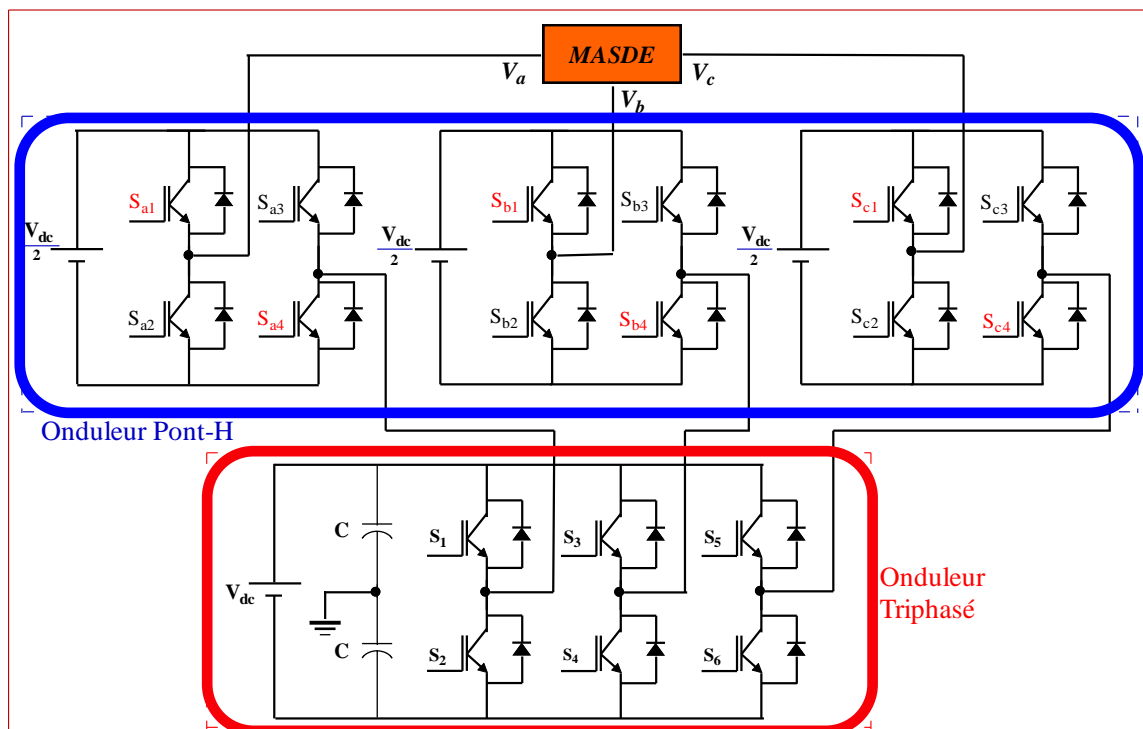 MASDE
Va
Vb
Vc
Sa1
Sa3
Sb1
Sb3
Sc1
Sc3
Vdc
2
Vdc
2
Vdc
2
Sa2
Sa4
Sb2
Sb4
Sc2
Sc4
Onduleur Pont-H
C
S1
S3
S5
Vdc
Onduleur
Triphasé
C
S2
S4
S6